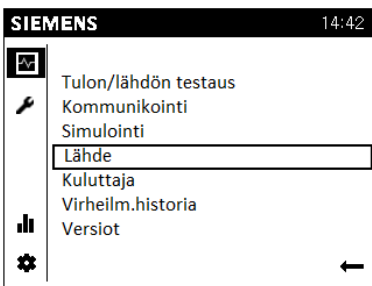 SIEMENS 14:42
Tulon/lähdön testaus
Kommunikointi
Simulointi
Lähde
Kuluttaja
Virheilm.historia
Versiot